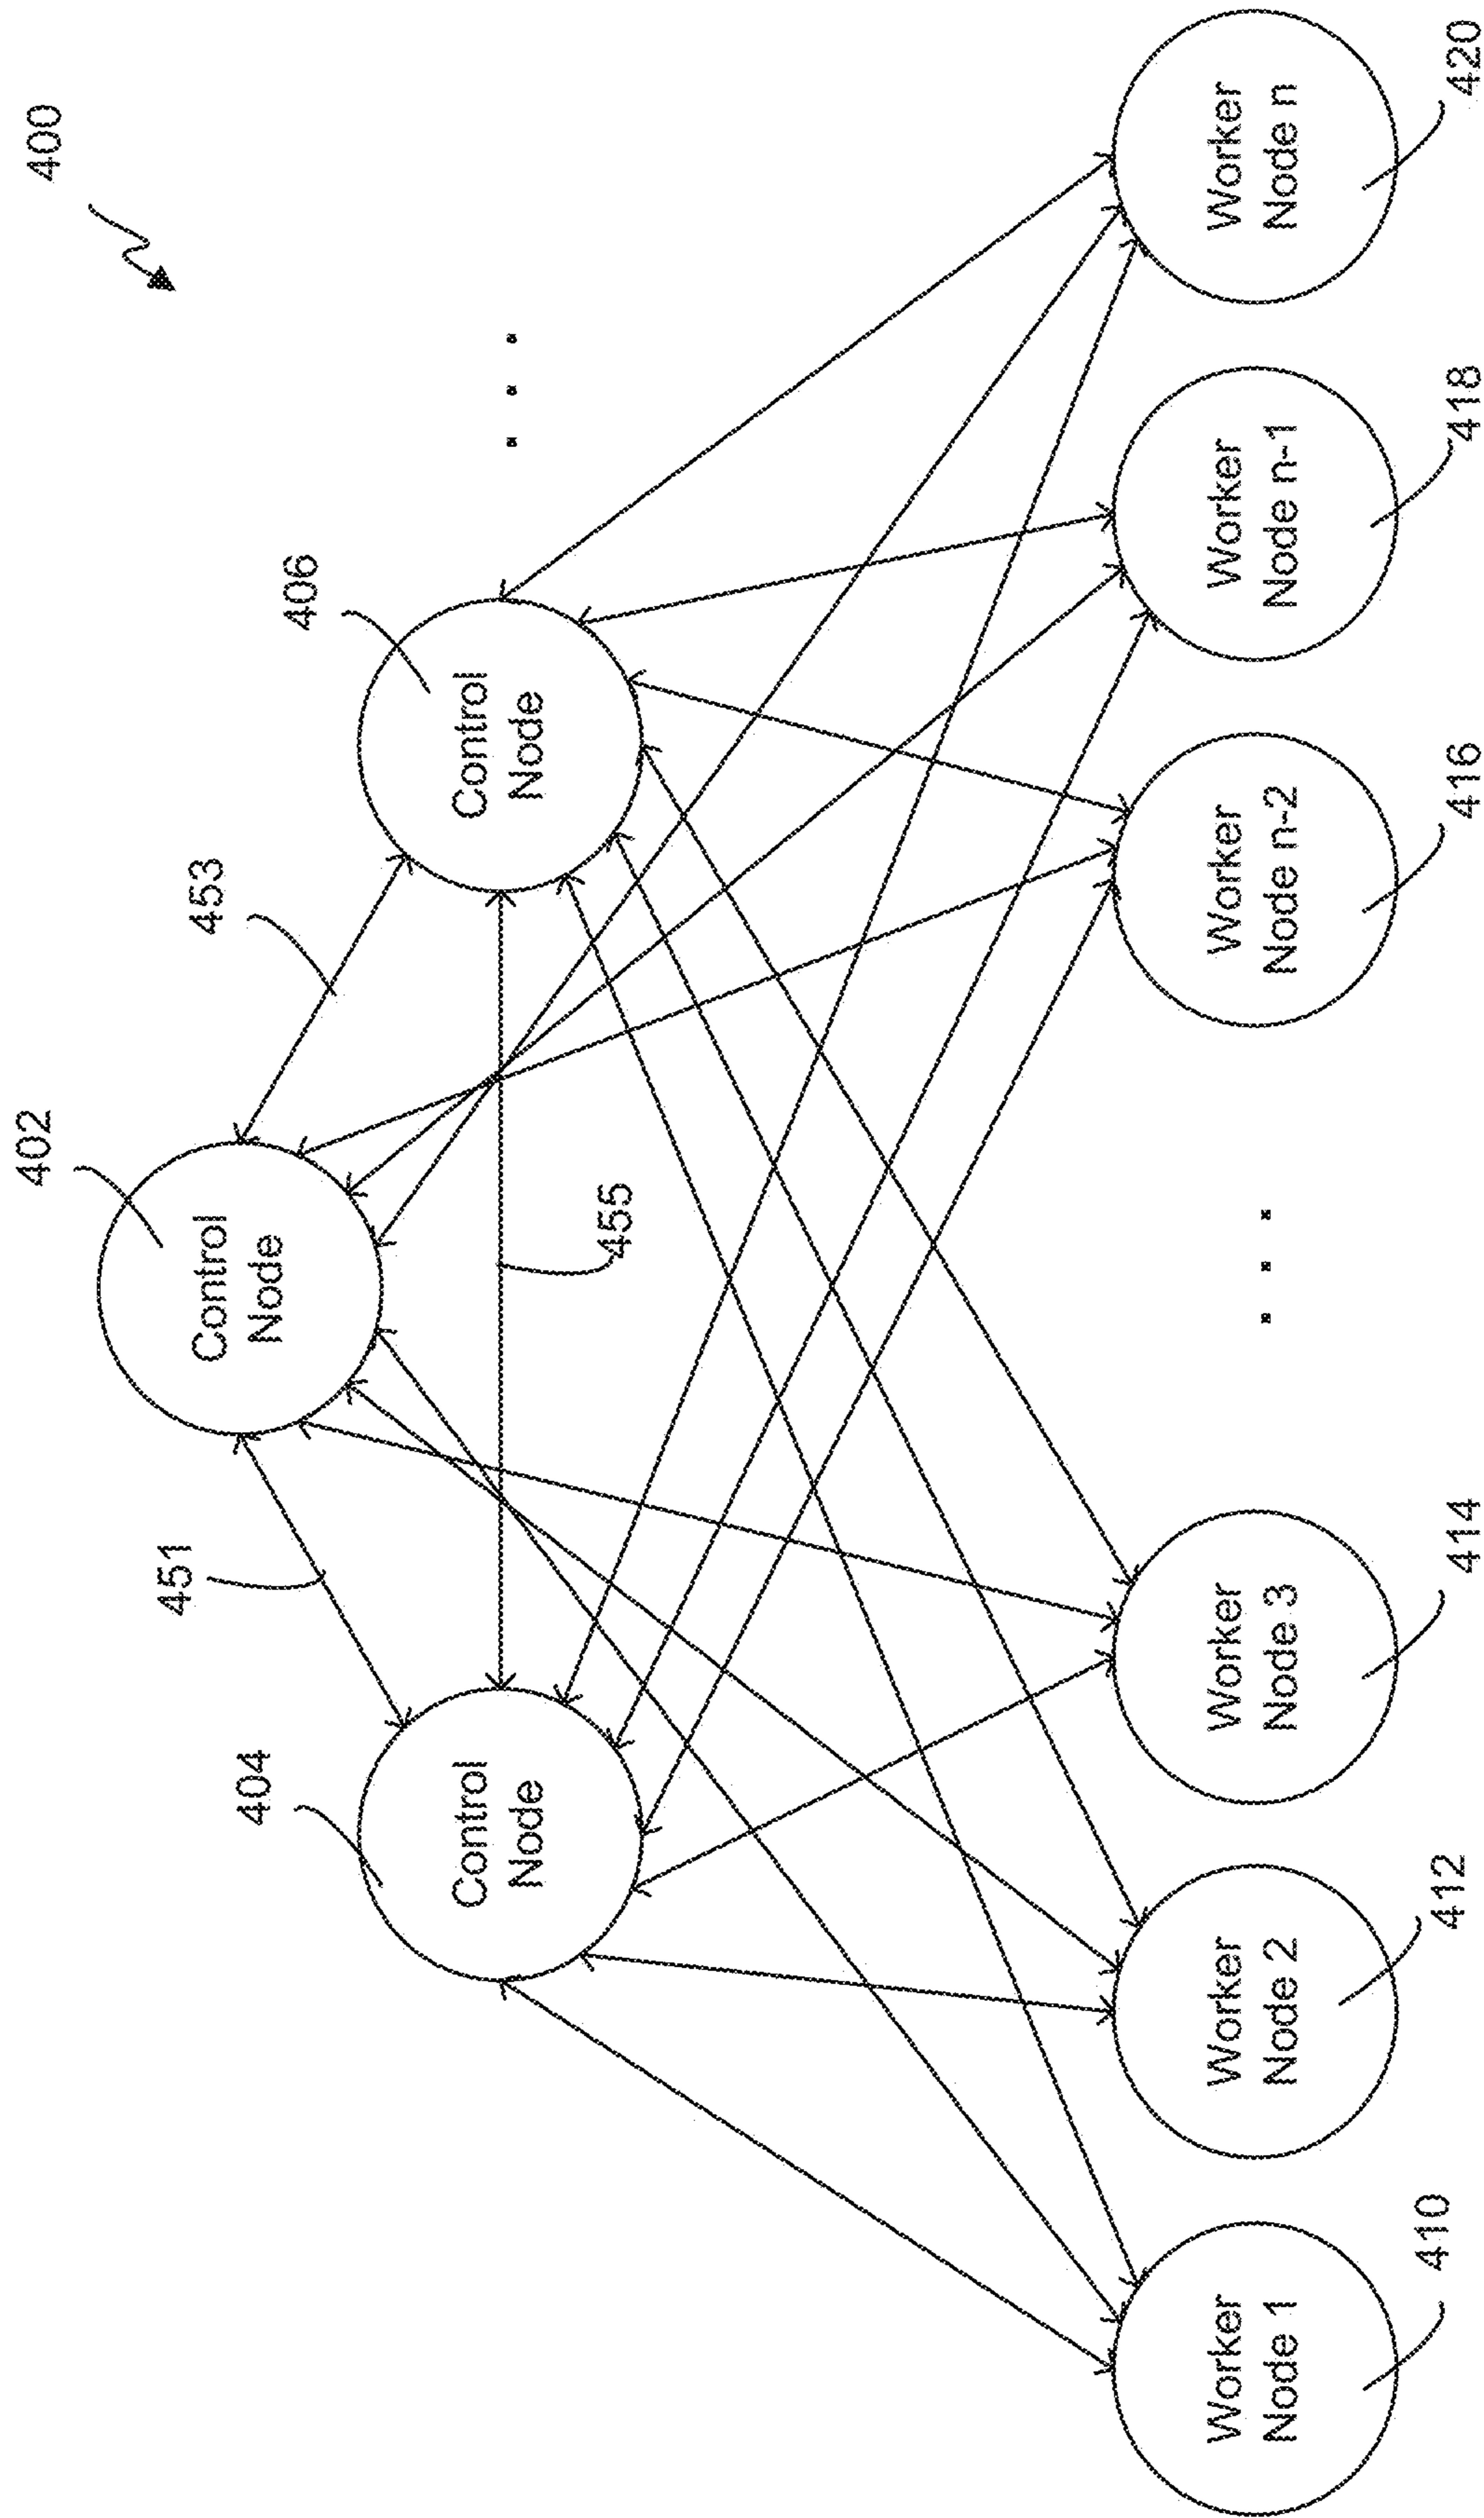 400
402
451
453
404
406
Control
Node
Control
Node
Control
Node
455
Worker
Node 1
Worker
Node 2
Worker
Node 3
. . .
Worker
Node n-2
Worker
Node n-1
Worker
Node n
. . .
410
412
414
416
418
420